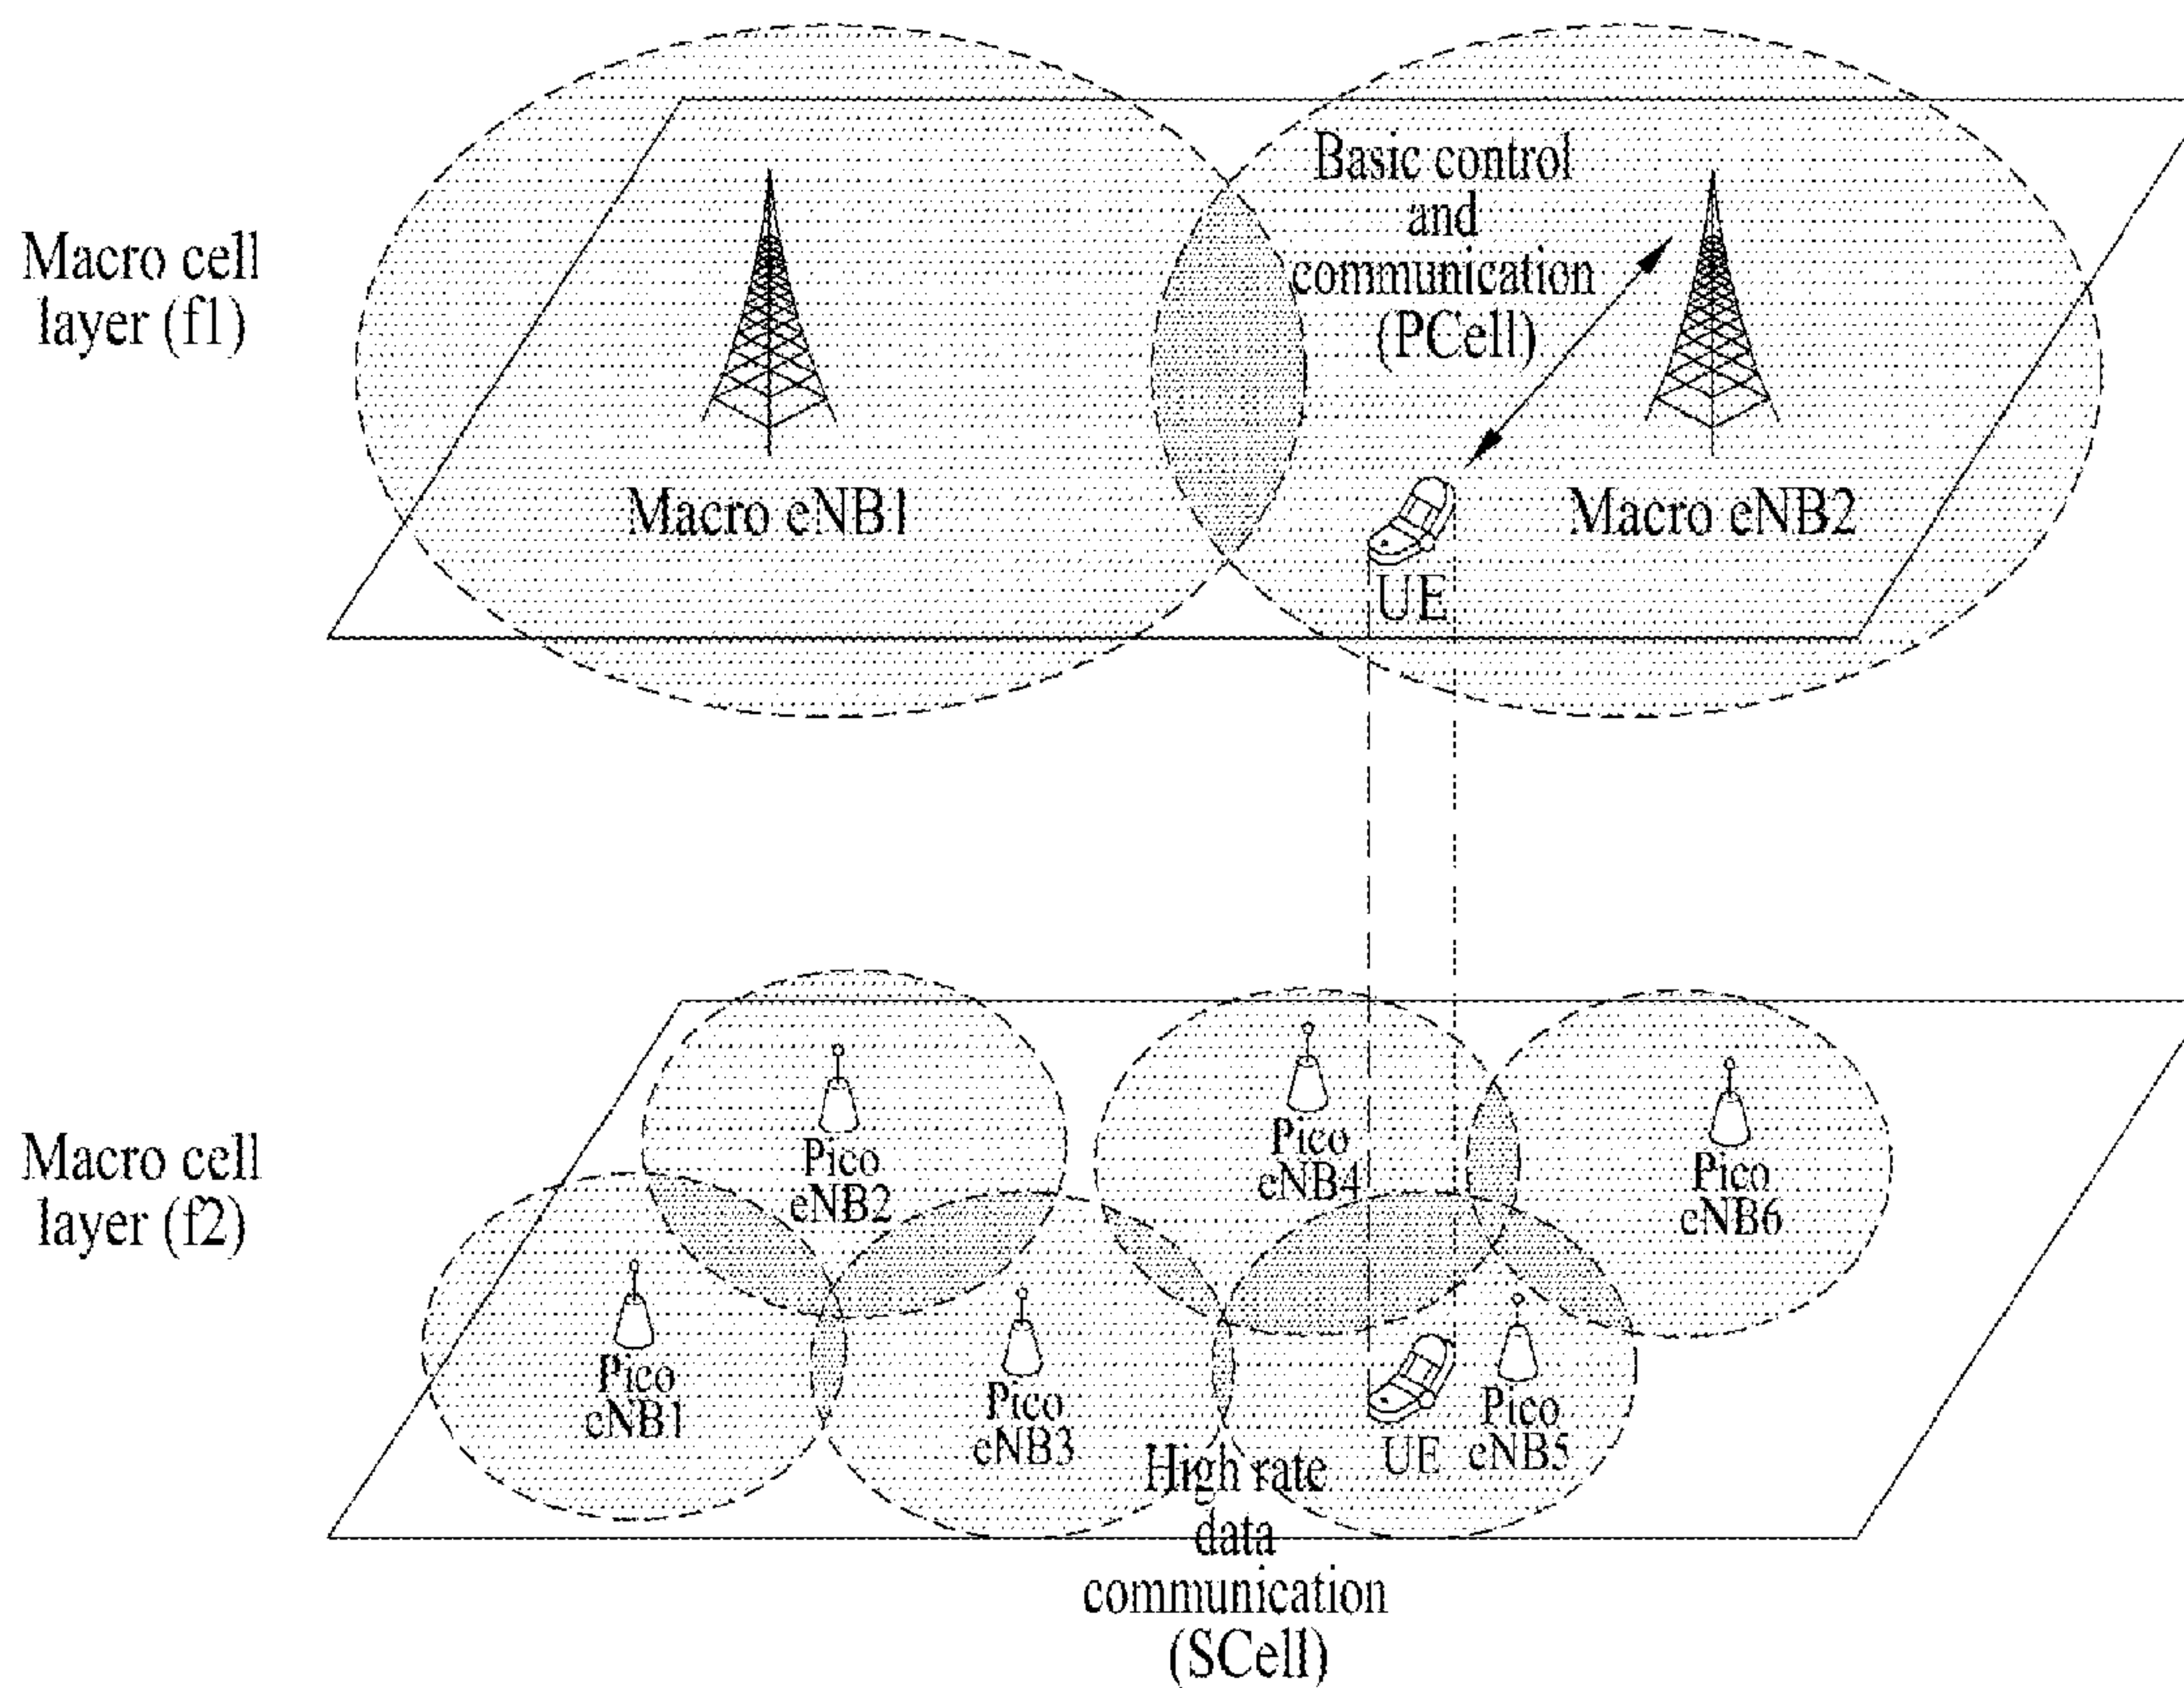 Macro cell
layer (f1)
Basic control
and
communication
(PCell)
Macro eNB1
Macro eNB2
UE
Macro cell
layer (f2)
Pico
eNB2
Pico
eNB4
Pico
eNB6
Pico
eNB1
Pico
eNB3
UE
Pico
eNB5
High rate
data
communication
(SCell)